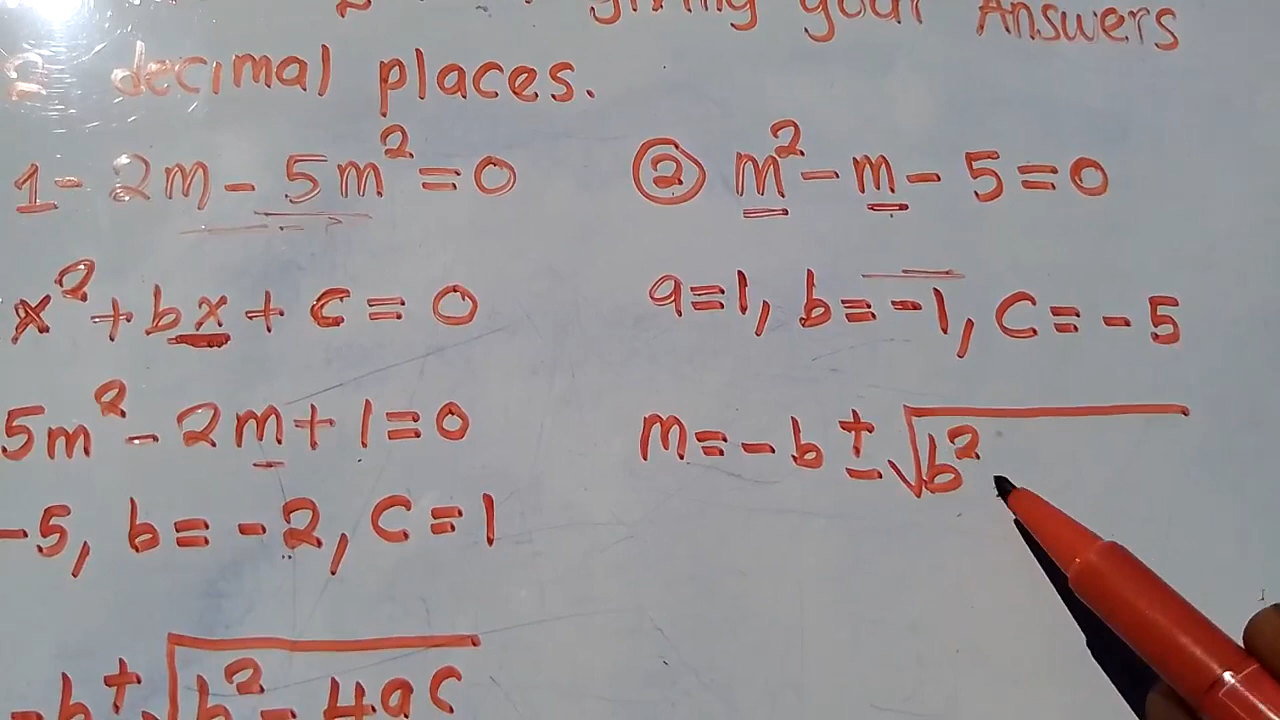 giving your Answers
2 decimal places.
1 - 2m - 5m² = 0
x² + bx + c = 0
5m² - 2m + 1 = 0
-5, b = -2, c = 1
-b ± √b² - 4ac
② m² - m - 5 = 0
a = 1, b = -1, c = -5
m = -b ± √b²